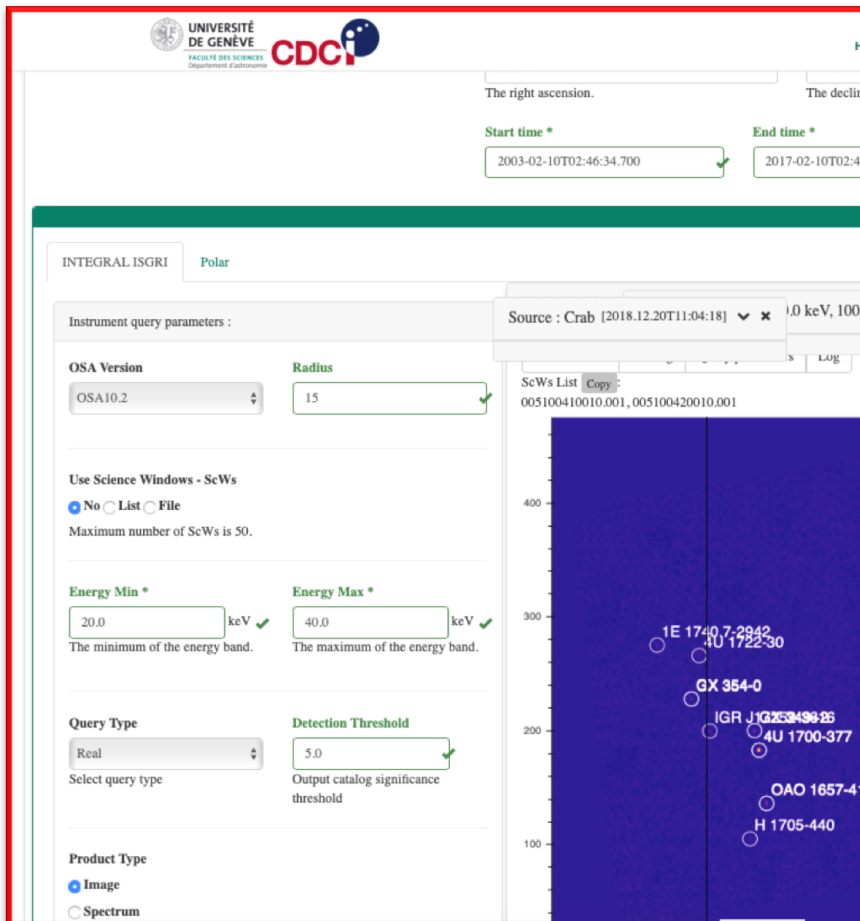 UNIVERSITÉ
DE GENÈVE
FACULTÉ DES SCIENCES
Département d'astronomie
CDCi
H
The right ascension.
The declin
Start time *
End time *
2003-02-10T02:46:34.700
2017-02-10T02:4
INTEGRAL ISGRI
Polar
Instrument query parameters :
Source : Crab [2018.12.20T11:04:18]
.0 keV, 100
OSA Version
Radius
Log
ScWs List Copy :
OSA10.2
15
005100410010.001, 005100420010.001
Use Science Windows - ScWs
No List File
Maximum number of ScWs is 50.
400
Energy Min *
Energy Max *
20.0 keV
40.0 keV
The minimum of the energy band.
The maximum of the energy band.
300
1E 1740.7-2942
4U 1722-30
GX 354-0
Query Type
Detection Threshold
IGR
200
4U 1700-377
Real
5.0
Select query type
Output catalog significance
threshold
OAO 1657-41
H 1705-440
100
Product Type
Image
Spectrum